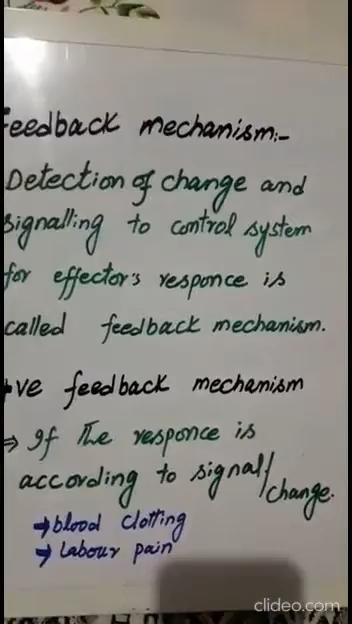 Feedback mechanism:-
Detection of change and
signalling to control system
for effector's responce is
called feedback mechanism.
+ve feedback mechanism
⇒ If The responce is
according to signal/
change.
→ blood clotting
→ Labour pain
clideo.com